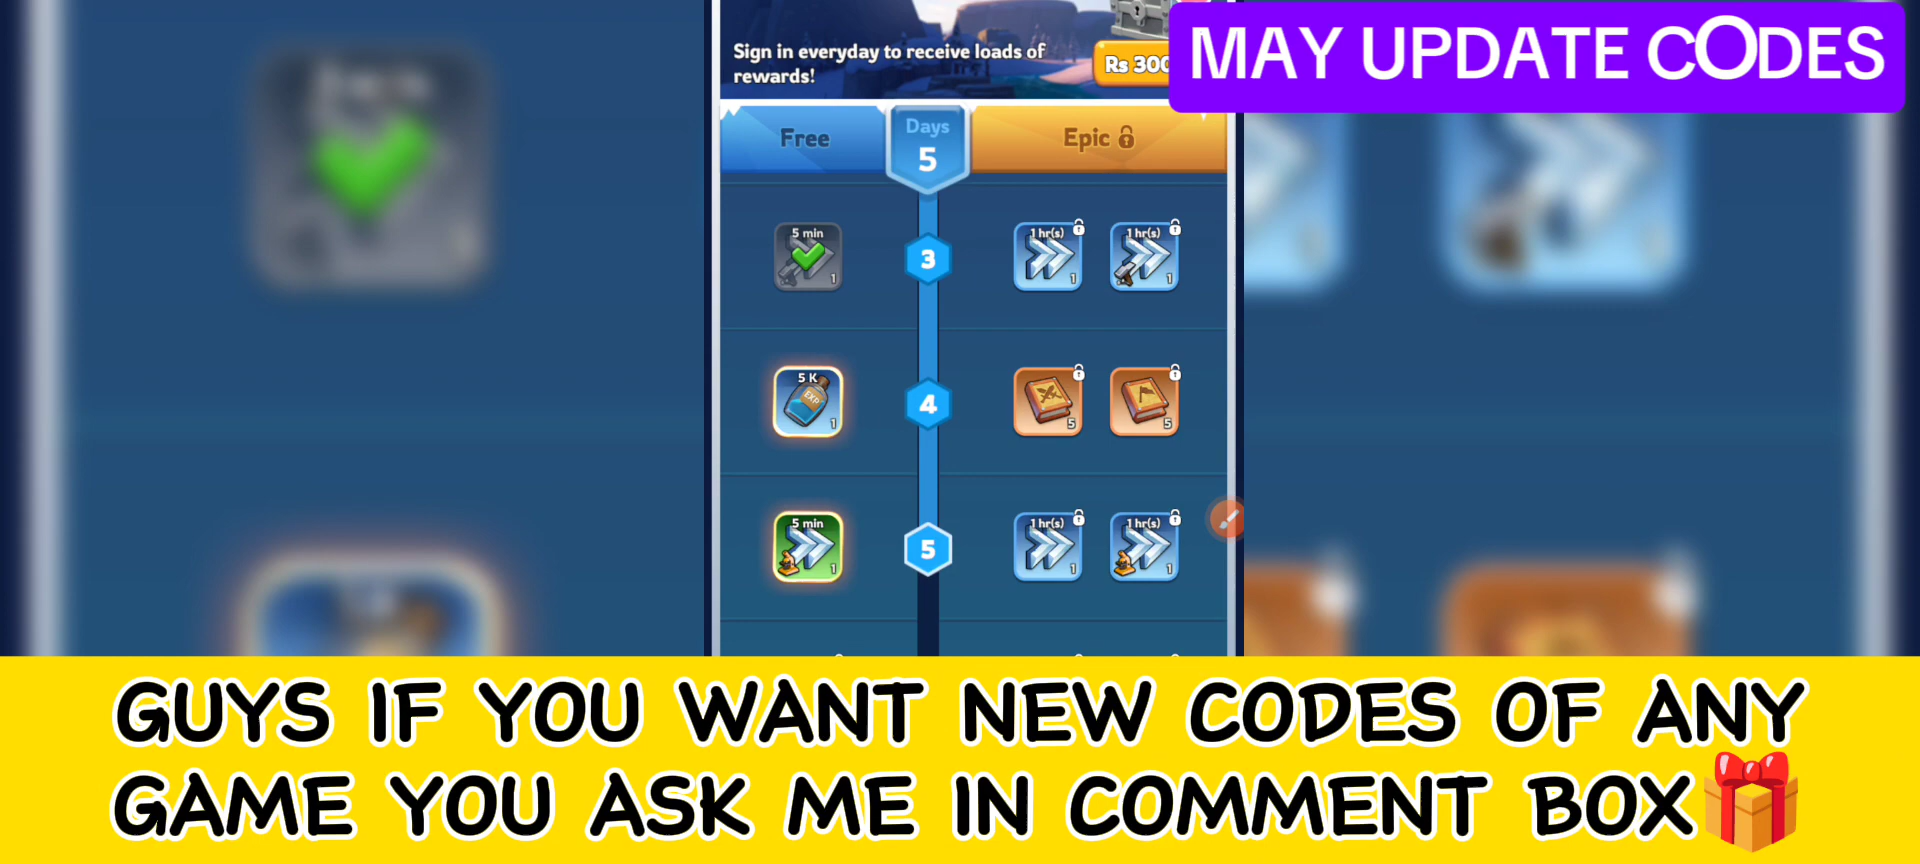 Sign in everyday to receive loads of
rewards!
Rs 300
MAY UPDATE CODES
Free
Days
5
Epic
5 min
1
3
1 hr(s)
1
1 hr(s)
1
5 K
EXP
1
4
5
5
5 min
1
5
1 hr(s)
1
1 hr(s)
1
GUYS IF YOU WANT NEW CODES OF ANY
GAME YOU ASK ME IN COMMENT BOX